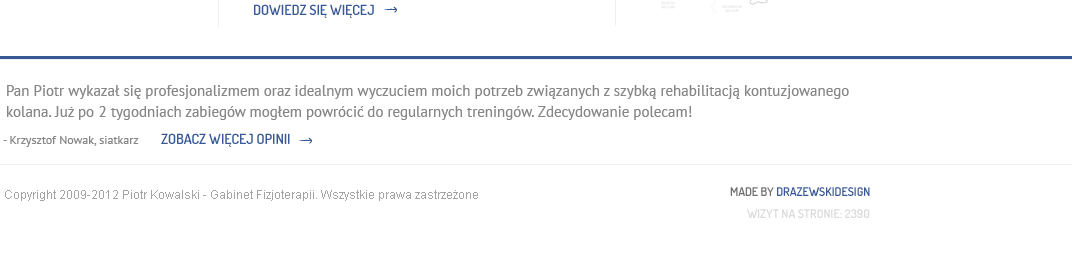 DOWIEDZ SIĘ WIĘCEJ →
Pan Piotr wykazał się profesjonalizmem oraz idealnym wyczuciem moich potrzeb związanych z szybką rehabilitacją kontuzjowanego
kolana. Już po 2 tygodniach zabiegów mogłem powrócić do regularnych treningów. Zdecydowanie polecam!
- Krzysztof Nowak, siatkarz ZOBACZ WIĘCEJ OPINII →
Copyright 2009-2012 Piotr Kowalski - Gabinet Fizjoterapii. Wszystkie prawa zastrzeżone
MADE BY DRAZEWSKIDESIGN
WIZYT NA STRONIE: 2390